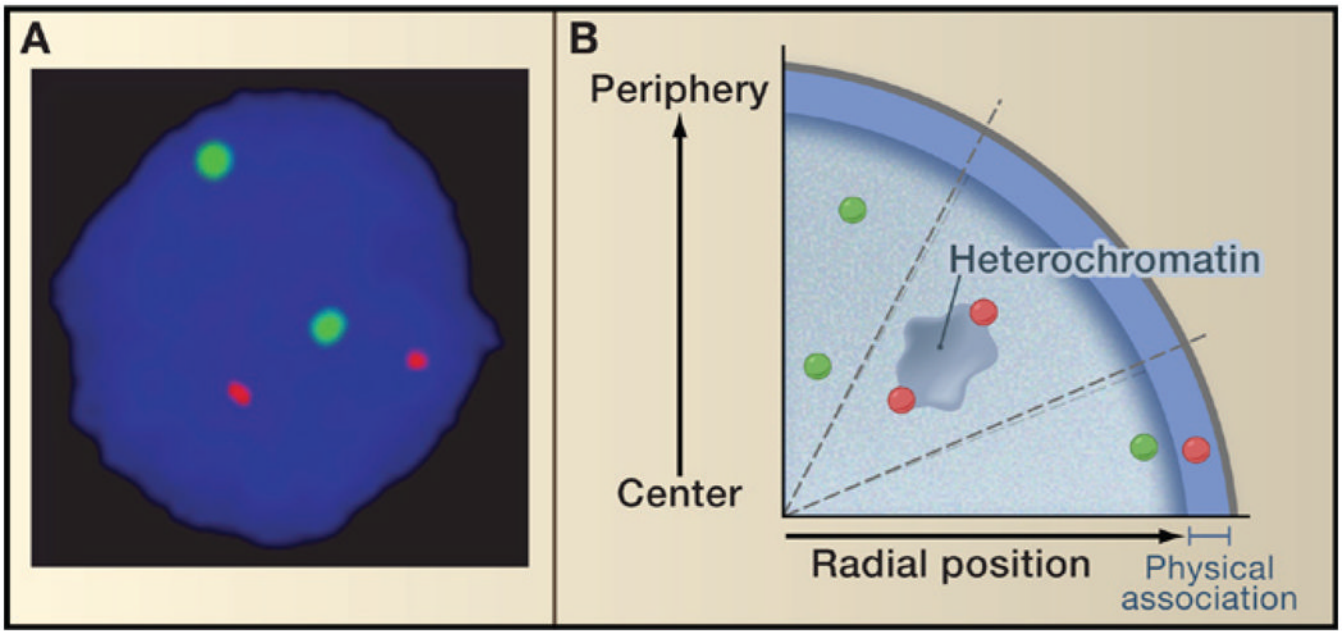 A
B
Periphery
Heterochromatin
Center
Radial position
Physical
association